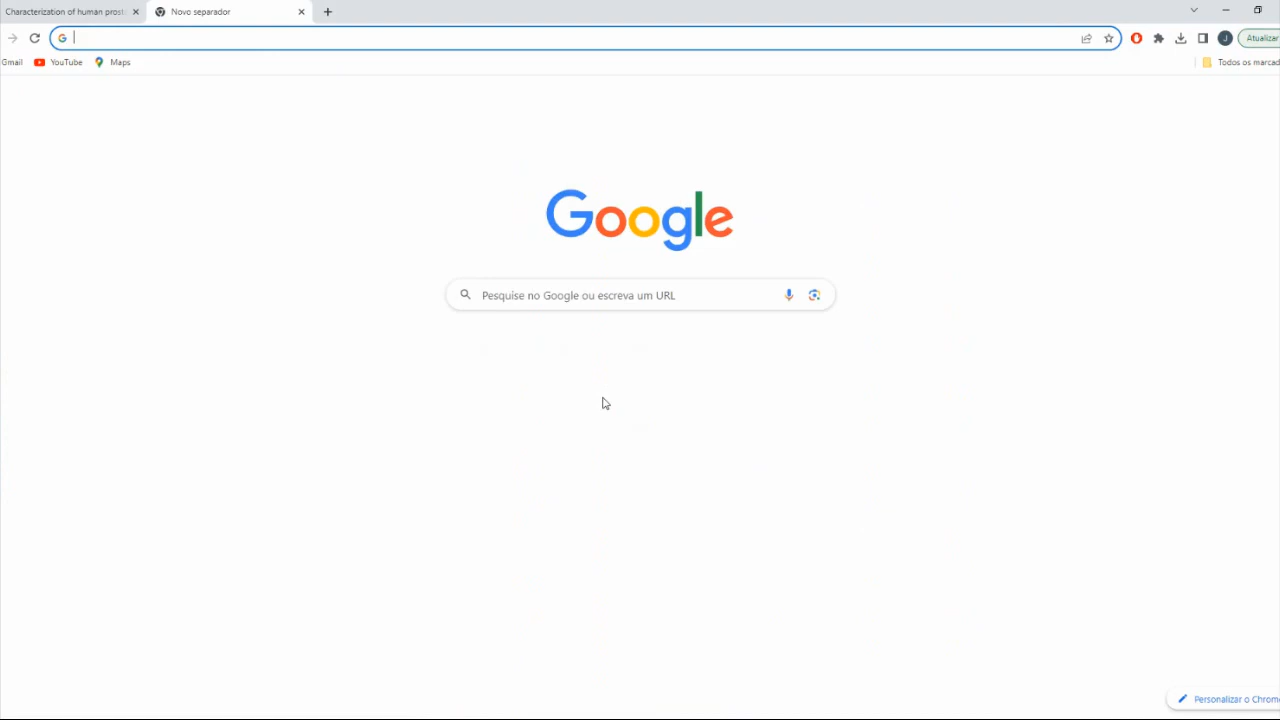 Characterization of human prost
Novo separador
Atualizar
Gmail
YouTube
Maps
Todos os marcad
Google
Pesquise no Google ou escreva um URL
Personalizar o Chrom